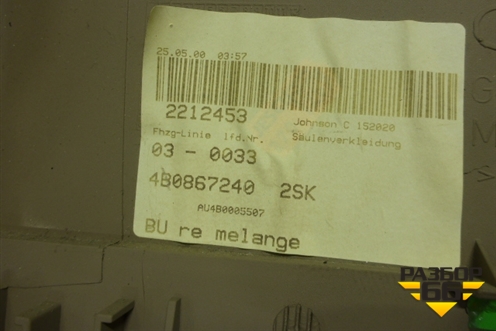 25.05.00 03:57
2212453
Johnson C 152020
Fhzg-Linie lfd.Nr. Säulenverkleidung
03 - 0033
4B0867240 2SK
AU4B0005507
BU re melange
РАЗБОР
60